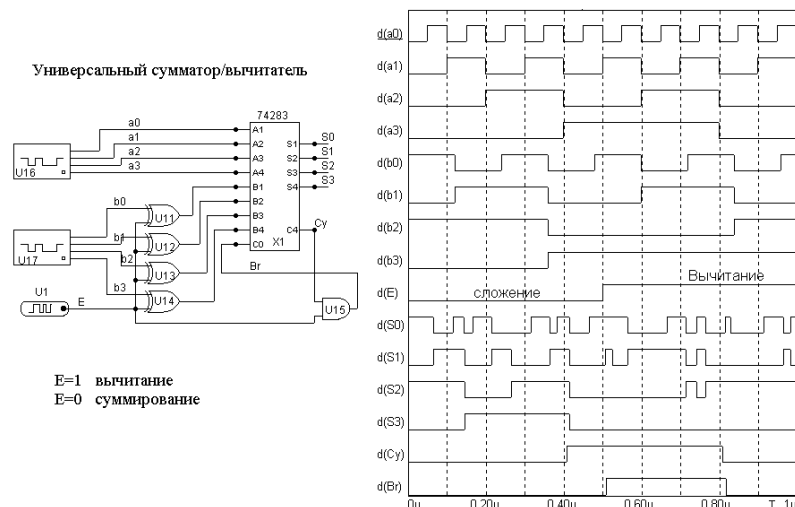 Универсальный сумматор/вычитатель
74283
a0
a1
a2
a3
U16
A1
A2
A3
A4
B1
B2
B3
B4
C0
S1
S2
S3
S4
C4
X1
S0
S1
S2
S3
Cy
b0
b1
b2
b3
U17
U11
U12
U13
U14
Br
U15
U1
E
E=1 вычитание
E=0 суммирование
d(a0)
d(a1)
d(a2)
d(a3)
d(b0)
d(b1)
d(b2)
d(b3)
Вычитание
d(E)
сложение
d(S0)
d(S1)
d(S2)
d(S3)
d(Cy)
d(Br)
0u 0.20u 0.40u 0.60u 0.80u T 1u